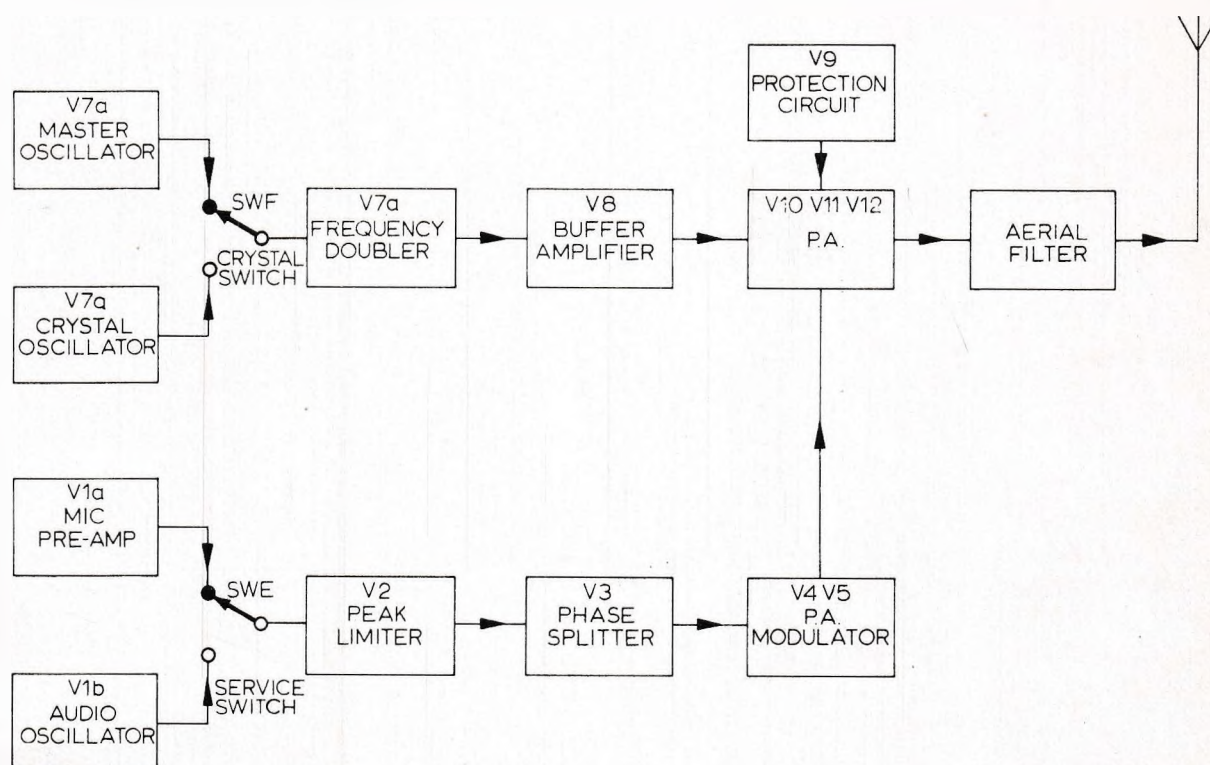 V9
PROTECTION
CIRCUIT
V7a
MASTER
OSCILLATOR
SWF
CRYSTAL
SWITCH
V7a
FREQUENCY
DOUBLER
V8
BUFFER
AMPLIFIER
V10 V11 V12
P.A.
AERIAL
FILTER
V7a
CRYSTAL
OSCILLATOR
V1a
MIC
PRE-AMP
SWE
SERVICE
SWITCH
V2
PEAK
LIMITER
V3
PHASE
SPLITTER
V4 V5
P.A.
MODULATOR
V1b
AUDIO
OSCILLATOR